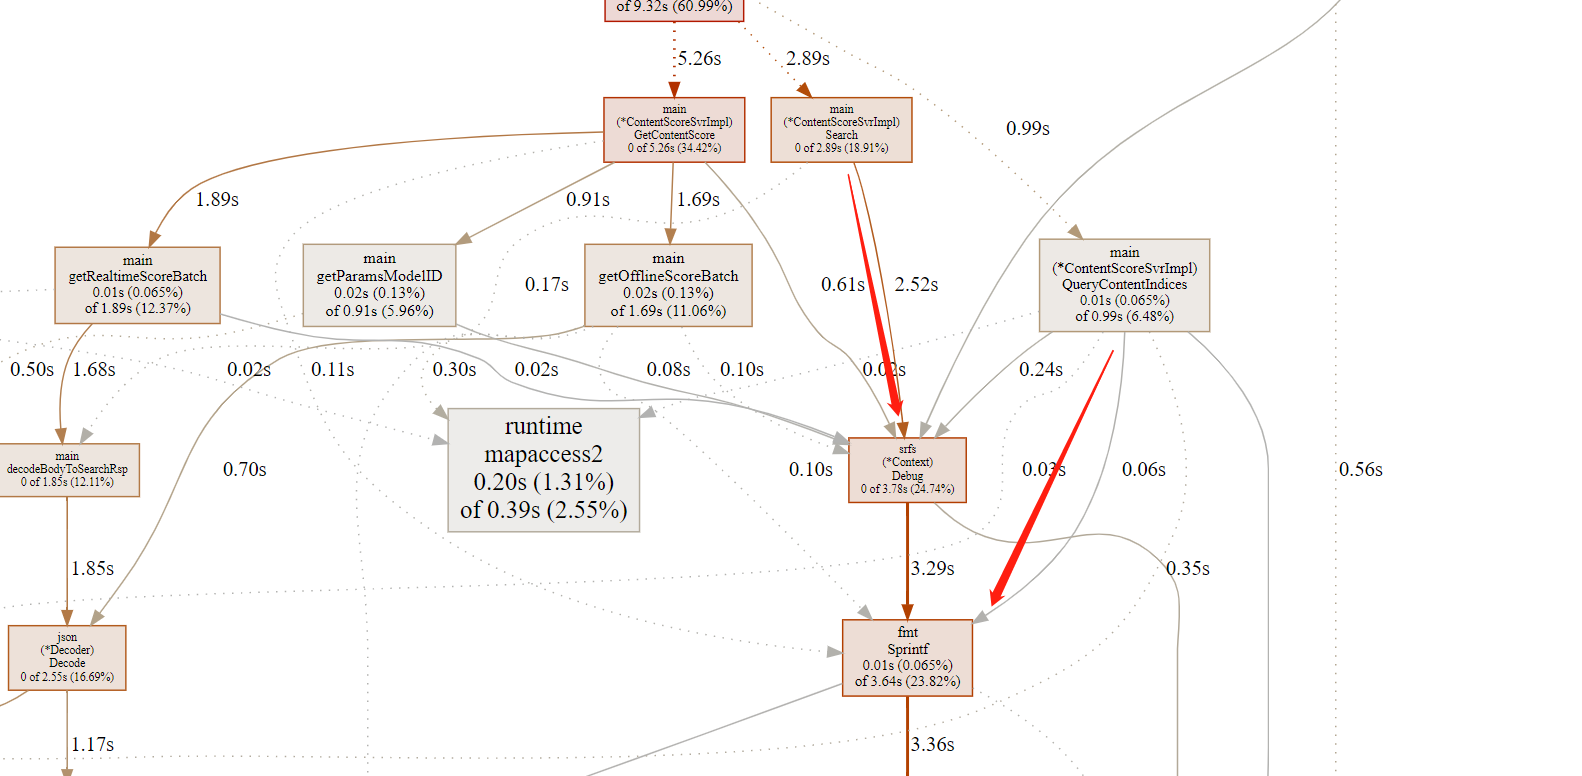 of 9.32s (60.99%)
5.26s
2.89s
main
(*ContentScoreSvrImpl)
GetContentScore
0 of 5.26s (34.42%)
main
(*ContentScoreSvrImpl)
Search
0 of 2.89s (18.91%)
0.99s
1.89s
0.91s
1.69s
main
getRealtimeScoreBatch
0.01s (0.065%)
of 1.89s (12.37%)
main
getParamsModelID
0.02s (0.13%)
of 0.91s (5.96%)
0.17s
main
getOfflineScoreBatch
0.02s (0.13%)
of 1.69s (11.06%)
0.61s
2.52s
main
(*ContentScoreSvrImpl)
QueryContentIndices
0.01s (0.065%)
of 0.99s (6.48%)
0.50s
1.68s
0.02s
0.11s
0.30s
0.02s
0.08s
0.10s
0.02s
0.24s
main
decodeBodyToSearchRsp
0 of 1.85s (12.11%)
0.70s
runtime
mapaccess2
0.20s (1.31%)
of 0.39s (2.55%)
0.10s
srfs
(*Context)
Debug
0 of 3.78s (24.74%)
0.03s
0.06s
0.56s
1.85s
3.29s
0.35s
json
(*Decoder)
Decode
0 of 2.55s (16.69%)
fmt
Sprintf
0.01s (0.065%)
of 3.64s (23.82%)
1.17s
3.36s